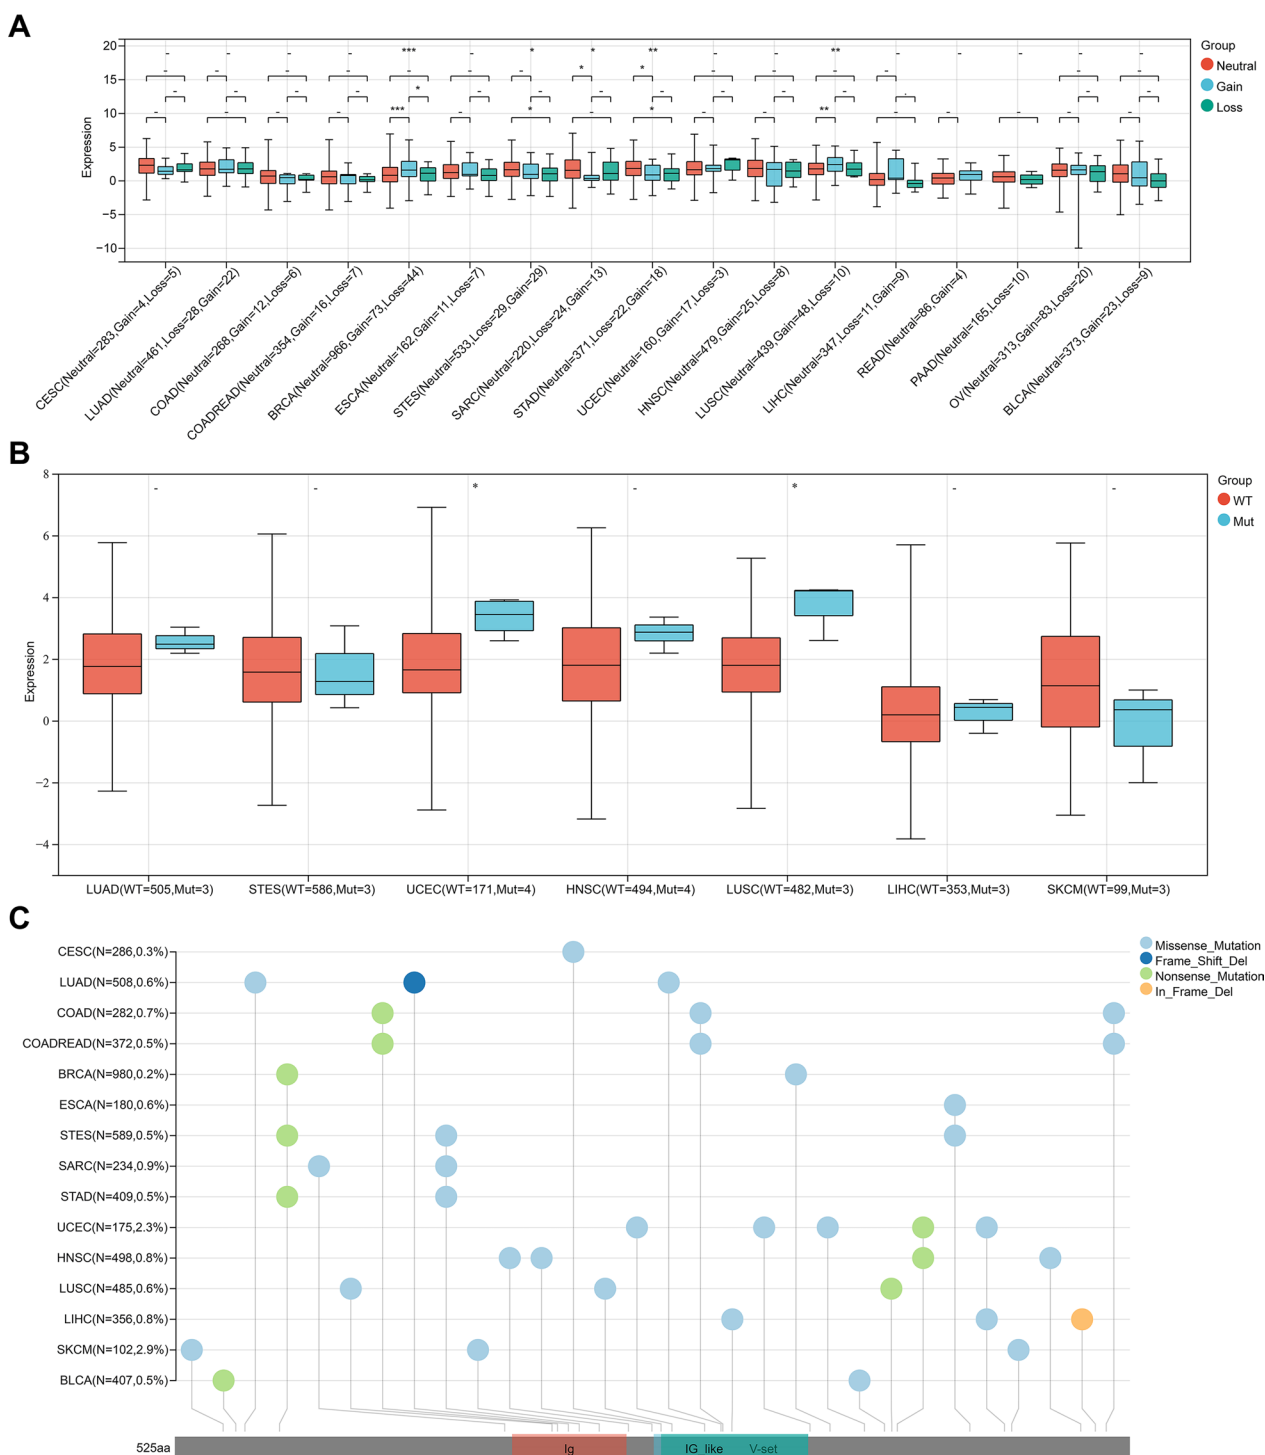 A
Group
Neutral
Gain
Loss
Expression
20
15
10
5
0
−5
−10
- - - - *** - * * ** - - ** - - - - -
- - - - - - - * * - - - - - -
- - - - * - - - - - - - - - -
- - - - *** - * - * - - ** - - -
CESC(Neutral=283,Gain=4,Loss=5)
LUAD(Neutral=461,Loss=28,Gain=22)
COAD(Neutral=268,Gain=12,Loss=6)
COADREAD(Neutral=354,Gain=16,Loss=7)
BRCA(Neutral=966,Gain=73,Loss=44)
ESCA(Neutral=162,Gain=11,Loss=7)
STES(Neutral=533,Loss=29,Gain=29)
SARC(Neutral=220,Loss=24,Gain=13)
STAD(Neutral=371,Loss=22,Gain=18)
UCEC(Neutral=160,Gain=17,Loss=3)
HNSC(Neutral=479,Gain=25,Loss=8)
LUSC(Neutral=439,Gain=48,Loss=10)
LIHC(Neutral=347,Loss=11,Gain=9)
READ(Neutral=86,Gain=4)
PAAD(Neutral=165,Loss=10)
OV(Neutral=313,Gain=83,Loss=20)
BLCA(Neutral=373,Gain=23,Loss=9)
B
Group
WT
Mut
Expression
8
6
4
2
0
−2
−4
- - * - * - -
LUAD(WT=505,Mut=3)
STES(WT=586,Mut=3)
UCEC(WT=171,Mut=4)
HNSC(WT=494,Mut=4)
LUSC(WT=482,Mut=3)
LIHC(WT=353,Mut=3)
SKCM(WT=99,Mut=3)
C
Missense_Mutation
Frame_Shift_Del
Nonsense_Mutation
In_Frame_Del
CESC(N=286,0.3%)
LUAD(N=508,0.6%)
COAD(N=282,0.7%)
COADREAD(N=372,0.5%)
BRCA(N=980,0.2%)
ESCA(N=180,0.6%)
STES(N=589,0.5%)
SARC(N=234,0.9%)
STAD(N=409,0.5%)
UCEC(N=175,2.3%)
HNSC(N=498,0.8%)
LUSC(N=485,0.6%)
LIHC(N=356,0.8%)
SKCM(N=102,2.9%)
BLCA(N=407,0.5%)
525aa
Ig
IG_like
V-set